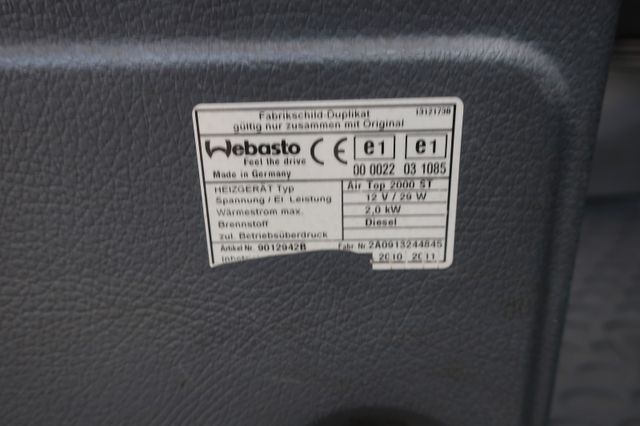 Fabrikschild-Duplikat 1312173B
gültig nur zusammen mit Original
Webasto CE e1 e1
Feel the drive
Made in Germany 00 0022 03 1085
HEIZGERÄT Typ Air Top 2000 ST
Spannung / El. Leistung 12 V / 29 W
Wärmestrom max. 2,0 kW
Brennstoff Diesel
zul. Betriebsüberdruck
Artikel Nr. 9012942B Fabr. Nr. 2A0913244845
2010 2011